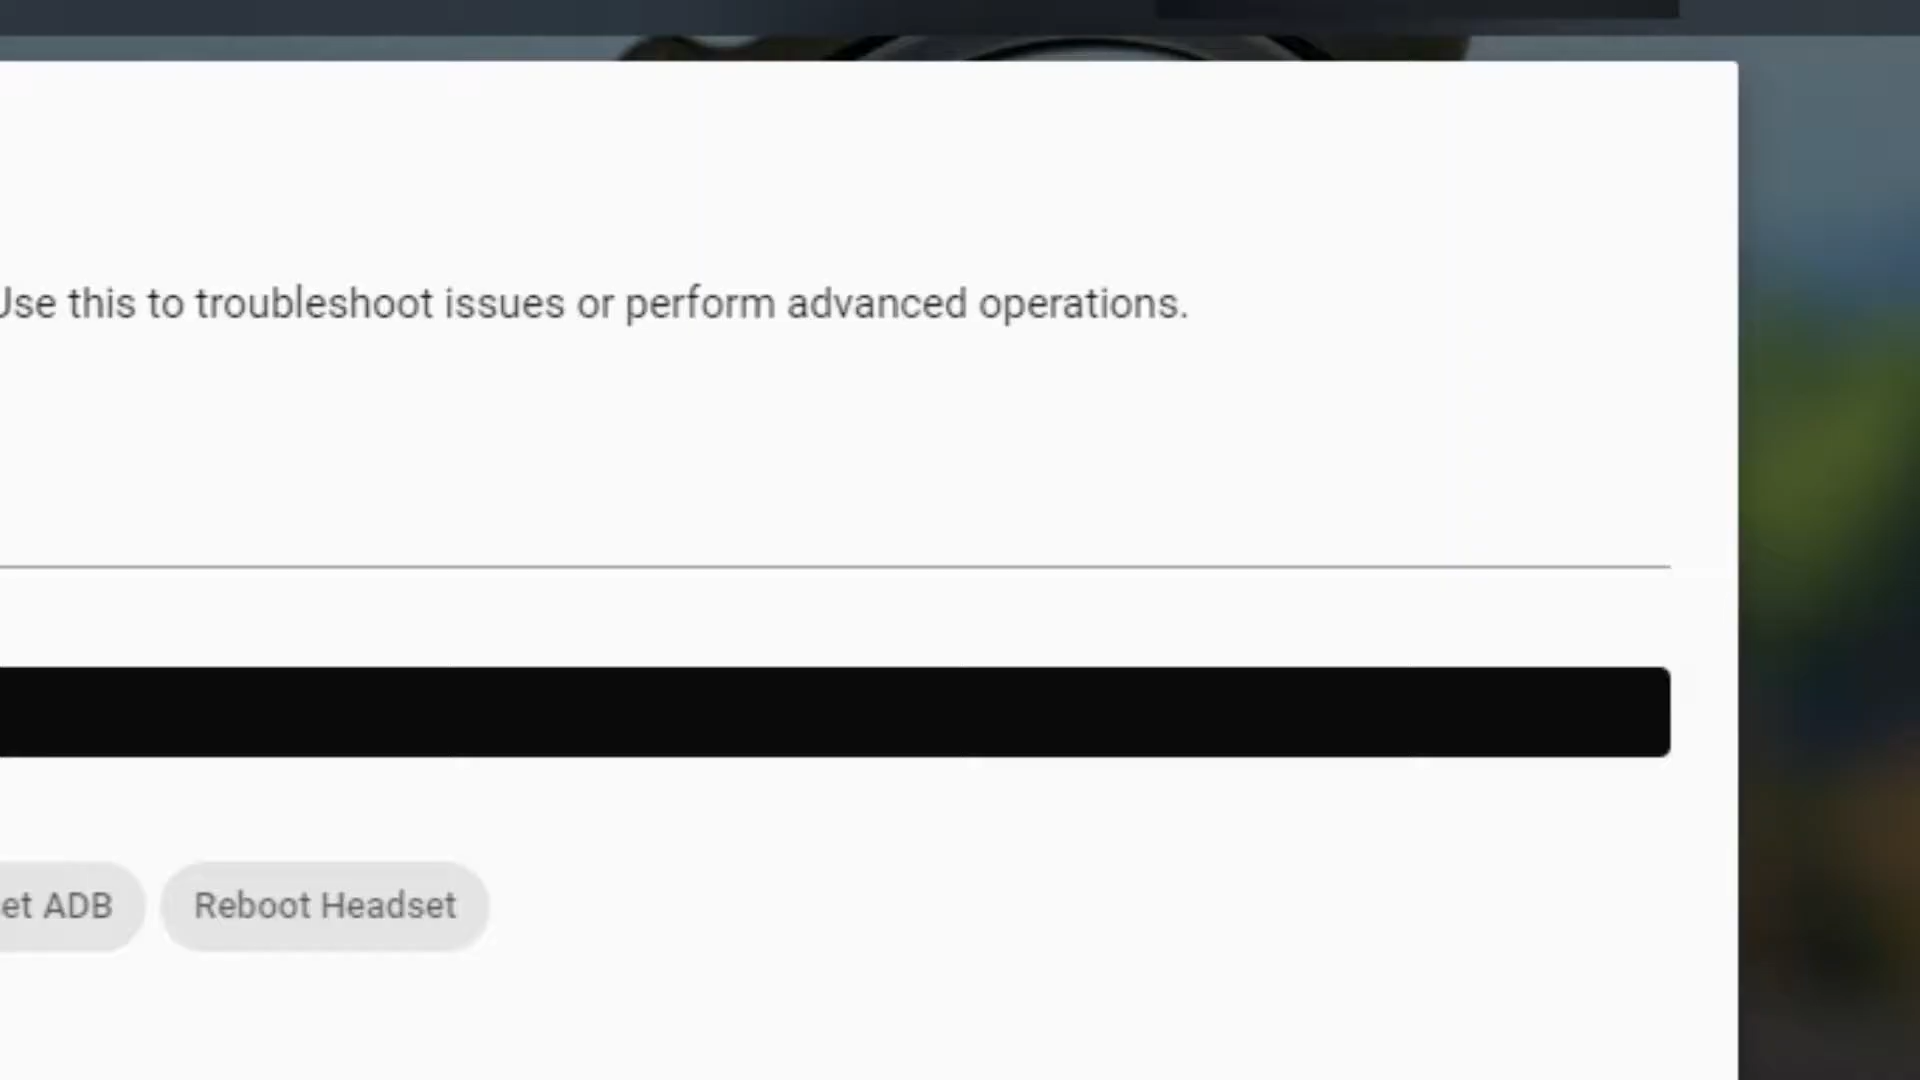 Use this to troubleshoot issues or perform advanced operations.
et ADB
Reboot Headset